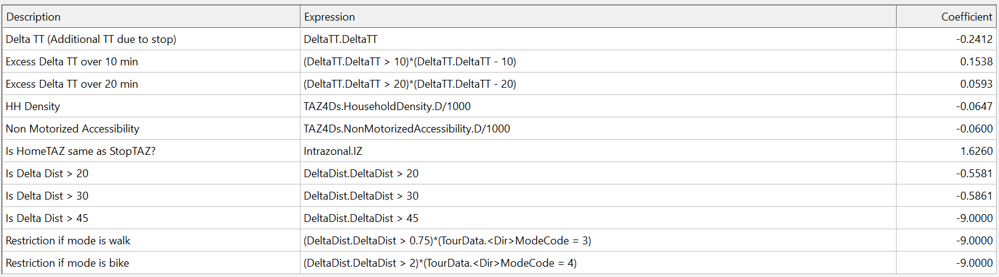 Description Expression Coefficient
Delta TT (Additional TT due to stop) DeltaTT.DeltaTT -0.2412
Excess Delta TT over 10 min (DeltaTT.DeltaTT > 10)*(DeltaTT.DeltaTT - 10) 0.1538
Excess Delta TT over 20 min (DeltaTT.DeltaTT > 20)*(DeltaTT.DeltaTT - 20) 0.0593
HH Density TAZ4Ds.HouseholdDensity.D/1000 -0.0647
Non Motorized Accessibility TAZ4Ds.NonMotorizedAccessibility.D/1000 -0.0600
Is HomeTAZ same as StopTAZ? Intrazonal.IZ 1.6260
Is Delta Dist > 20 DeltaDist.DeltaDist > 20 -0.5581
Is Delta Dist > 30 DeltaDist.DeltaDist > 30 -0.5861
Is Delta Dist > 45 DeltaDist.DeltaDist > 45 -9.0000
Restriction if mode is walk (DeltaDist.DeltaDist > 0.75)*(TourData.<Dir>ModeCode = 3) -9.0000
Restriction if mode is bike (DeltaDist.DeltaDist > 2)*(TourData.<Dir>ModeCode = 4) -9.0000